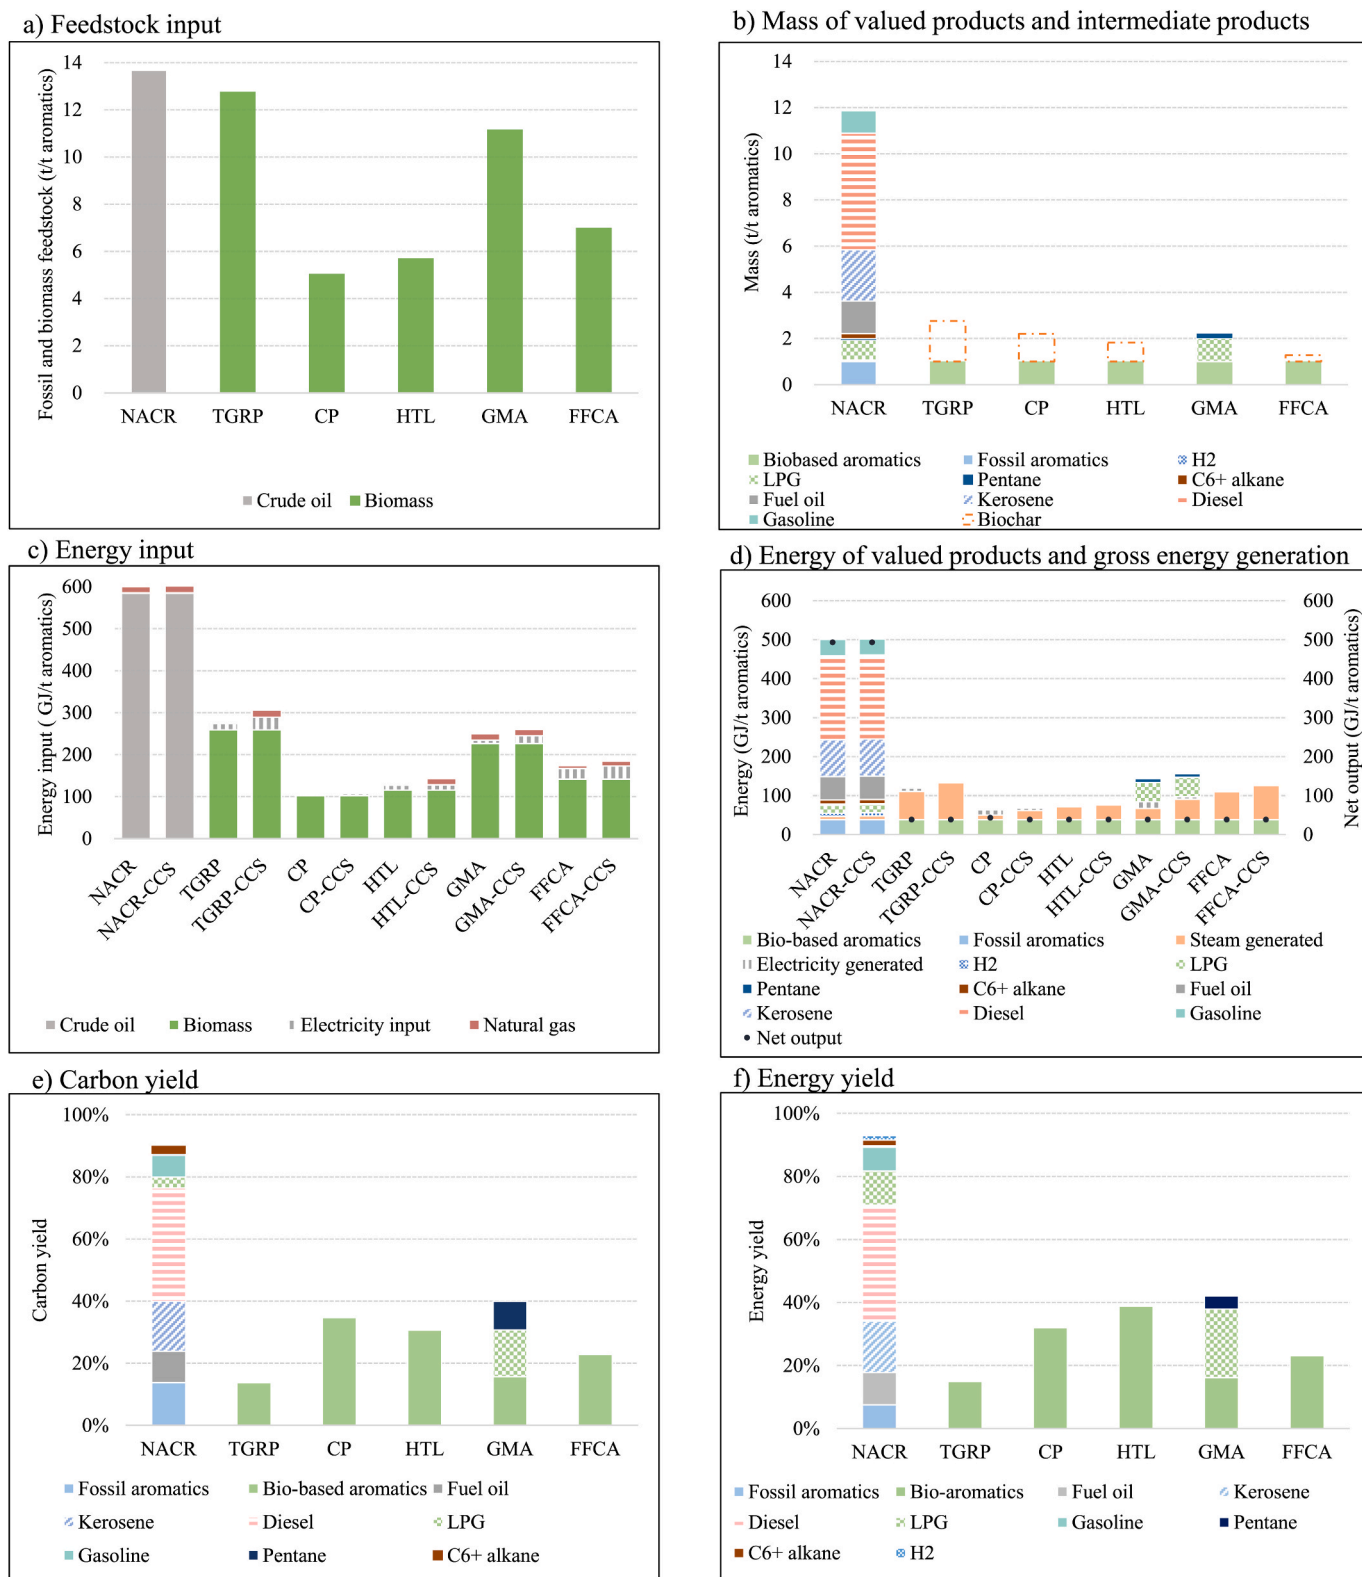 a) Feedstock input
Fossil and biomass feedstock (t/t aromatics)
14
12
10
8
6
4
2
0
NACR TGRP CP HTL GMA FFCA
Crude oil Biomass
b) Mass of valued products and intermediate products
Mass (t/t aromatics)
14
12
10
8
6
4
2
0
NACR TGRP CP HTL GMA FFCA
Biobased aromatics Fossil aromatics H2
LPG Pentane C6+ alkane
Fuel oil Kerosene Diesel
Gasoline Biochar
c) Energy input
Energy input ( GJ/t aromatics)
600
500
400
300
200
100
0
NACR NACR-CCS TGRP TGRP-CCS CP CP-CCS HTL HTL-CCS GMA GMA-CCS FFCA FFCA-CCS
Crude oil Biomass Electricity input Natural gas
d) Energy of valued products and gross energy generation
Energy (GJ/t aromatics)
600 600
500 500
400 400
300 300
200 200
100 100
0 0
Net output (GJ/t aromatics)
NACR NACR-CCS TGRP TGRP-CCS CP CP-CCS HTL HTL-CCS GMA GMA-CCS FFCA FFCA-CCS
Bio-based aromatics Fossil aromatics Steam generated
Electricity generated H2 LPG
Pentane C6+ alkane Fuel oil
Kerosene Diesel Gasoline
Net output
e) Carbon yield
Carbon yield
100%
80%
60%
40%
20%
0%
NACR TGRP CP HTL GMA FFCA
Fossil aromatics Bio-based aromatics Fuel oil
Kerosene Diesel LPG
Gasoline Pentane C6+ alkane
f) Energy yield
Energy yield
100%
80%
60%
40%
20%
0%
NACR TGRP CP HTL GMA FFCA
Fossil aromatics Bio-aromatics Fuel oil Kerosene
Diesel LPG Gasoline Pentane
C6+ alkane H2